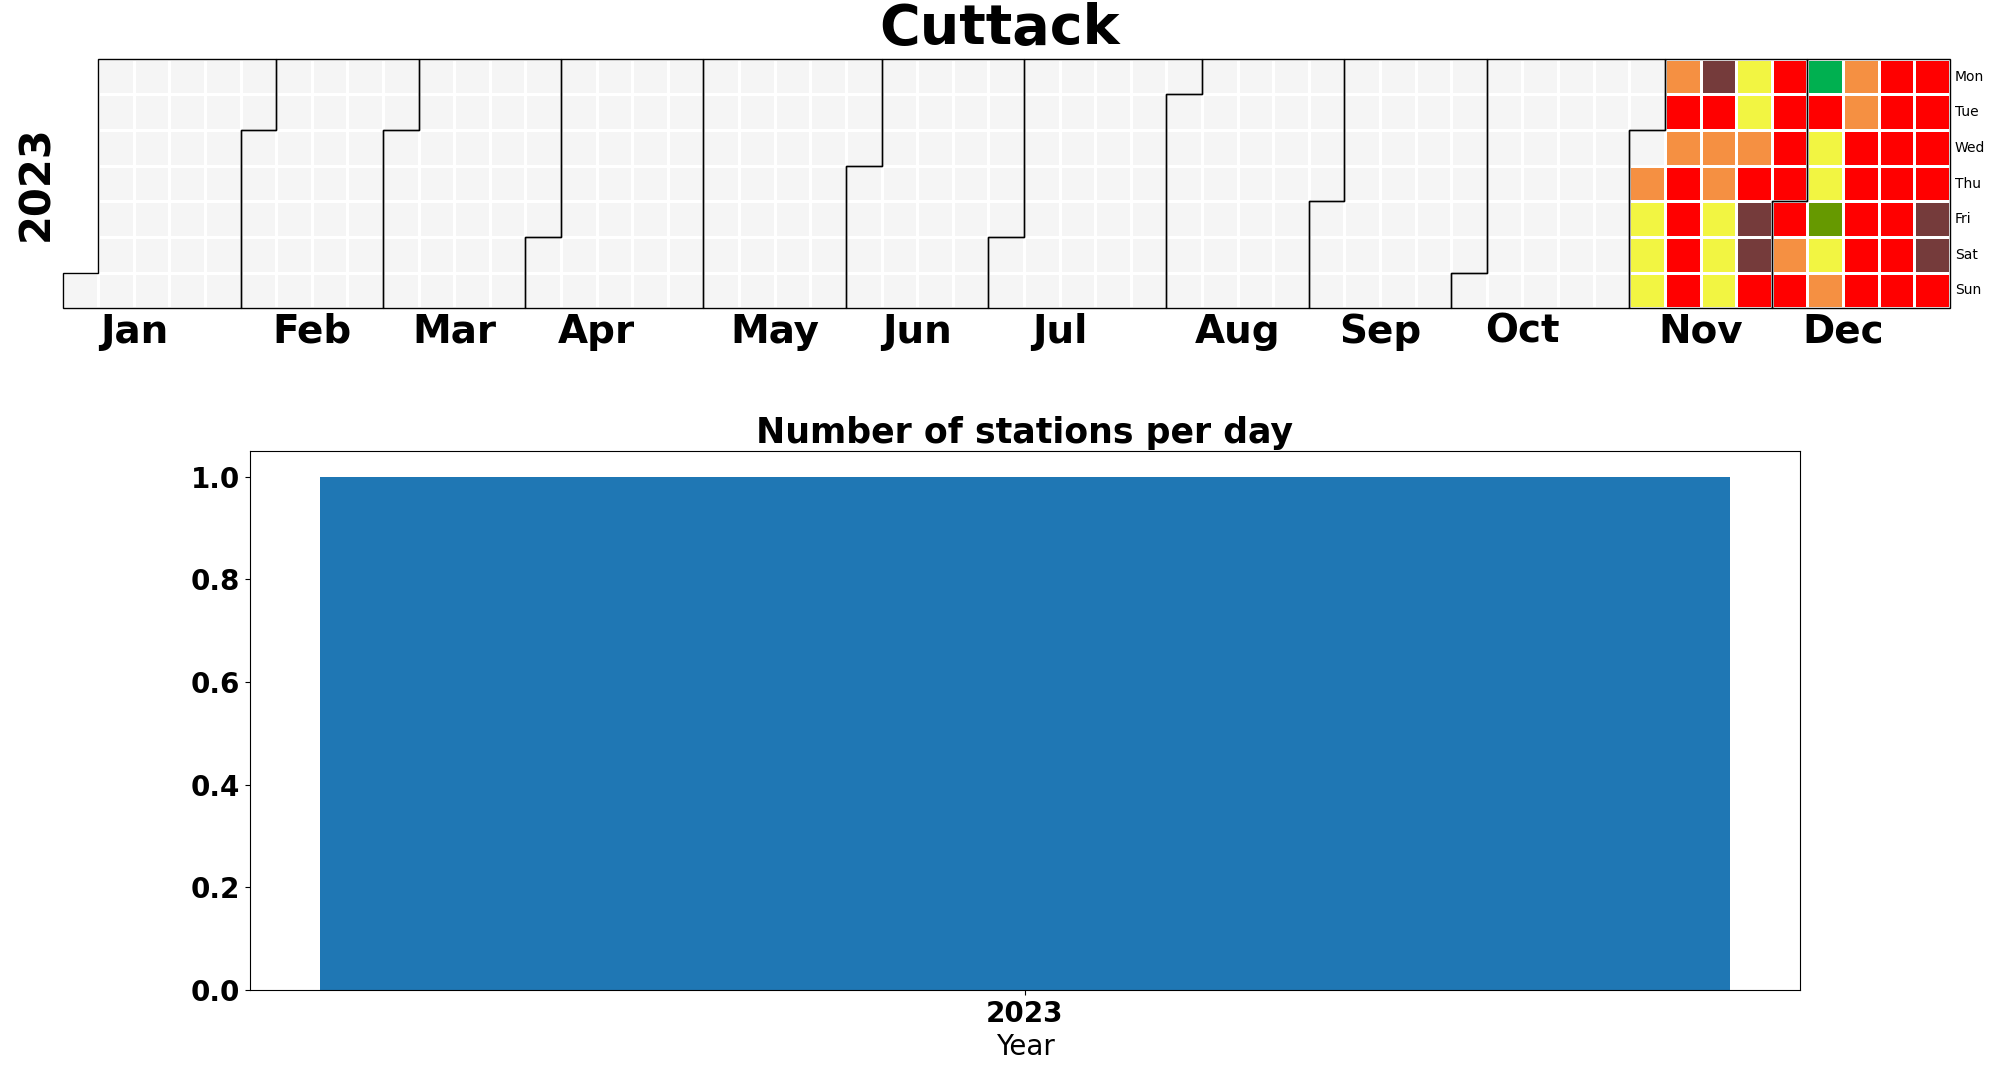 Cuttack
2023
Mon
Tue
Wed
Thu
Fri
Sat
Sun
Jan Feb Mar Apr May Jun Jul Aug Sep Oct Nov Dec
Number of stations per day
1.0
0.8
0.6
0.4
0.2
0.0
2023
Year